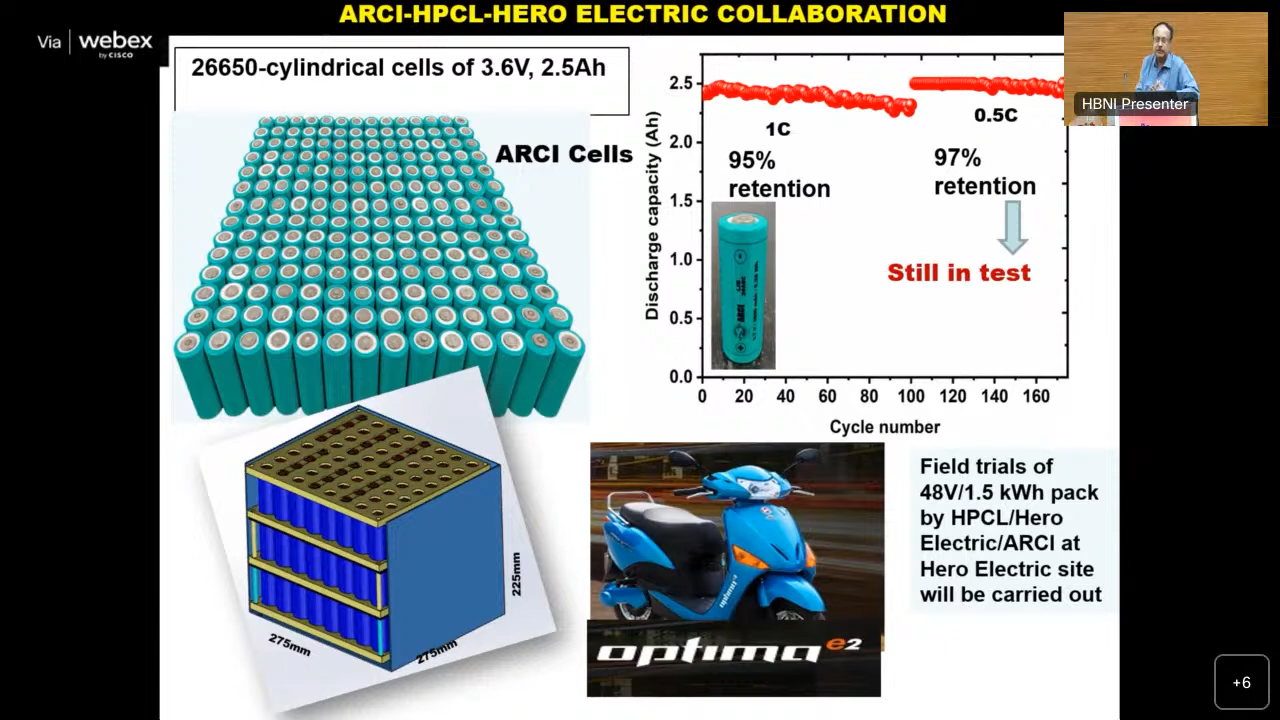 ARCI-HPCL-HERO ELECTRIC COLLABORATION
Via webex
by CISCO
26650-cylindrical cells of 3.6V, 2.5Ah
ARCI Cells
HBNI Presenter
Discharge capacity (Ah)
2.5
2.0
1.5
1.0
0.5
0.0
1C
0.5C
95%
retention
97%
retention
Still in test
ARCI
0 20 40 60 80 100 120 140 160
Cycle number
225mm
275mm
275mm
optima
optima e2
Field trials of
48V/1.5 kWh pack
by HPCL/Hero
Electric/ARCI at
Hero Electric site
will be carried out
+6